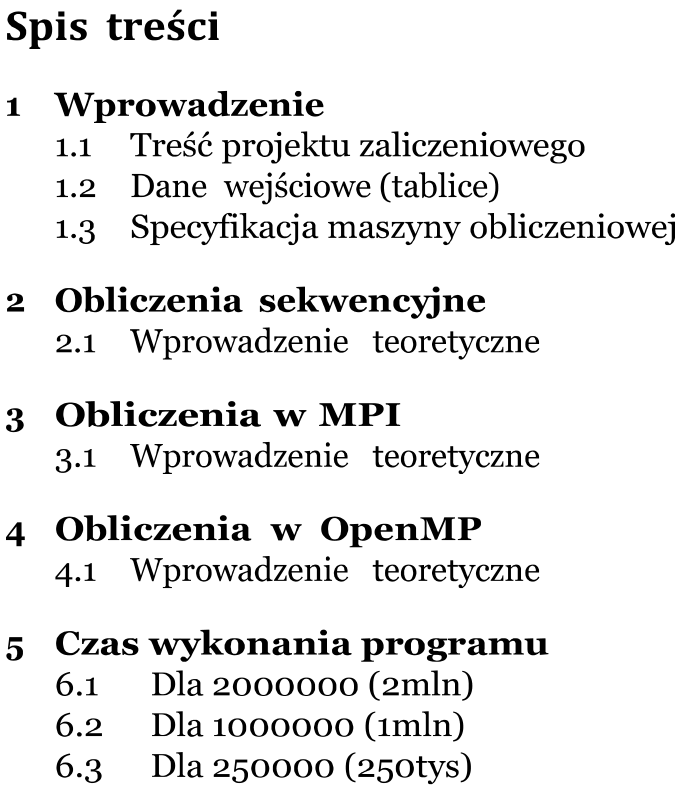 Spis treści
1 Wprowadzenie
1.1 Treść projektu zaliczeniowego
1.2 Dane wejściowe (tablice)
1.3 Specyfikacja maszyny obliczeniowej
2 Obliczenia sekwencyjne
2.1 Wprowadzenie teoretyczne
3 Obliczenia w MPI
3.1 Wprowadzenie teoretyczne
4 Obliczenia w OpenMP
4.1 Wprowadzenie teoretyczne
5 Czas wykonania programu
6.1 Dla 2000000 (2mln)
6.2 Dla 1000000 (1mln)
6.3 Dla 250000 (250tys)